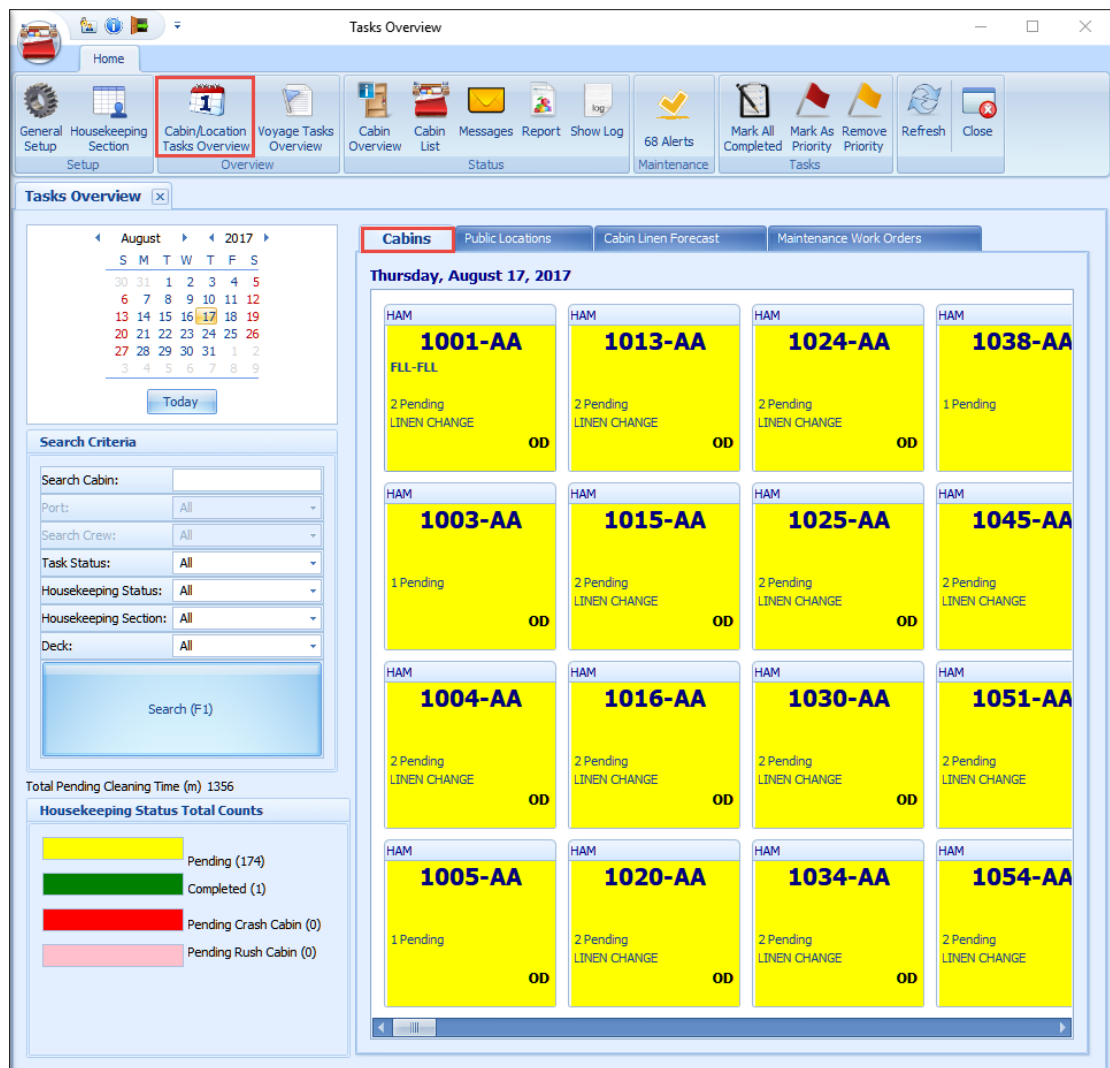 Tasks Overview
Home
General Setup
Housekeeping Section
Cabin/Location Tasks Overview
Voyage Tasks Overview
Cabin Overview
Cabin List
Messages
Report
log
Show Log
68 Alerts
Mark All Completed
Mark As Priority
Remove Priority
Refresh
Close
Setup
Overview
Status
Maintenance
Tasks
Tasks Overview
August 2017
S M T W T F S
30 31 1 2 3 4 5
6 7 8 9 10 11 12
13 14 15 16 17 18 19
20 21 22 23 24 25 26
27 28 29 30 31 1 2
3 4 5 6 7 8 9
Today
Search Criteria
Search Cabin:
Port: All
Search Crew: All
Task Status: All
Housekeeping Status: All
Housekeeping Section: All
Deck: All
Search (F1)
Total Pending Cleaning Time (m) 1356
Housekeeping Status Total Counts
Pending (174)
Completed (1)
Pending Crash Cabin (0)
Pending Rush Cabin (0)
Cabins
Public Locations
Cabin Linen Forecast
Maintenance Work Orders
Thursday, August 17, 2017
HAM
1001-AA
FLL-FLL
2 Pending
LINEN CHANGE
OD
HAM
1013-AA
2 Pending
LINEN CHANGE
OD
HAM
1024-AA
2 Pending
LINEN CHANGE
OD
HAM
1038-AA
1 Pending
HAM
1003-AA
1 Pending
OD
HAM
1015-AA
2 Pending
LINEN CHANGE
OD
HAM
1025-AA
2 Pending
LINEN CHANGE
OD
HAM
1045-AA
2 Pending
LINEN CHANGE
HAM
1004-AA
2 Pending
LINEN CHANGE
OD
HAM
1016-AA
2 Pending
LINEN CHANGE
OD
HAM
1030-AA
2 Pending
LINEN CHANGE
OD
HAM
1051-AA
2 Pending
LINEN CHANGE
HAM
1005-AA
1 Pending
OD
HAM
1020-AA
2 Pending
LINEN CHANGE
OD
HAM
1034-AA
2 Pending
LINEN CHANGE
OD
HAM
1054-AA
2 Pending
LINEN CHANGE